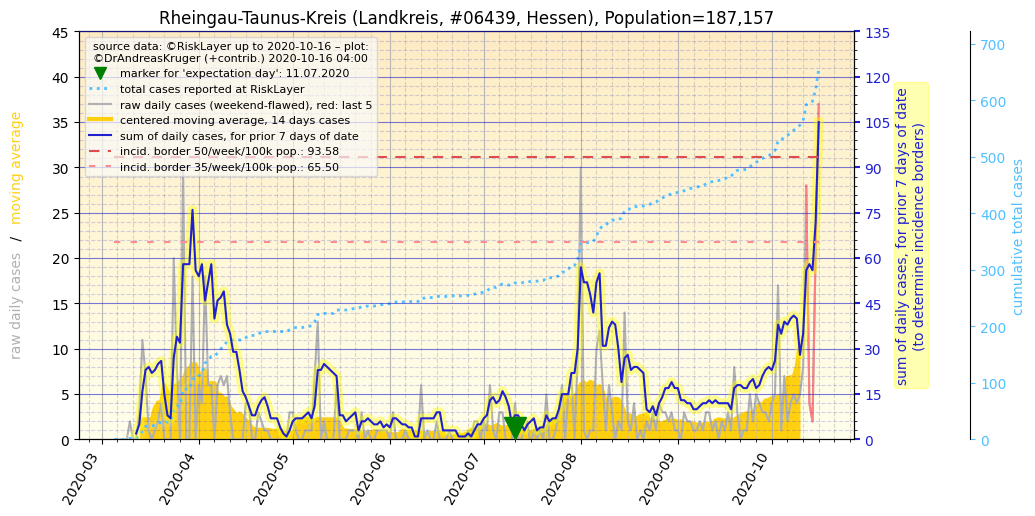 Rheingau-Taunus-Kreis (Landkreis, #06439, Hessen), Population=187,157
source data: ©RiskLayer up to 2020-10-16 – plot:
©DrAndreasKruger (+contrib.) 2020-10-16 04:00
marker for 'expectation day': 11.07.2020
total cases reported at RiskLayer
raw daily cases (weekend-flawed), red: last 5
centered moving average, 14 days cases
sum of daily cases, for prior 7 days of date
incid. border 50/week/100k pop.: 93.58
incid. border 35/week/100k pop.: 65.50
raw daily cases / moving average
45
40
35
30
25
20
15
10
5
0
2020-03
2020-04
2020-05
2020-06
2020-07
2020-08
2020-09
2020-10
135
120
105
90
75
60
45
30
15
0
sum of daily cases, for prior 7 days of date
(to determine incidence borders)
700
600
500
400
300
200
100
0
cumulative total cases